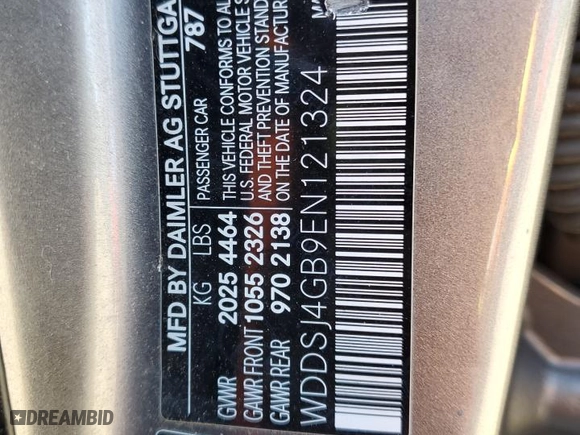 MFD BY DAIMLER AG STUTTGA
787
KG LBS
PASSENGER CAR
GVWR 2025 4464
THIS VEHICLE CONFORMS TO AL
GAWR FRONT 1055 2326
U.S. FEDERAL MOTOR VEHICLE S
AND THEFT PREVENTION STAND
GAWR REAR 970 2138
ON THE DATE OF MANUFACTUR
WDDSJ4GB9EN121324
DREAMBID